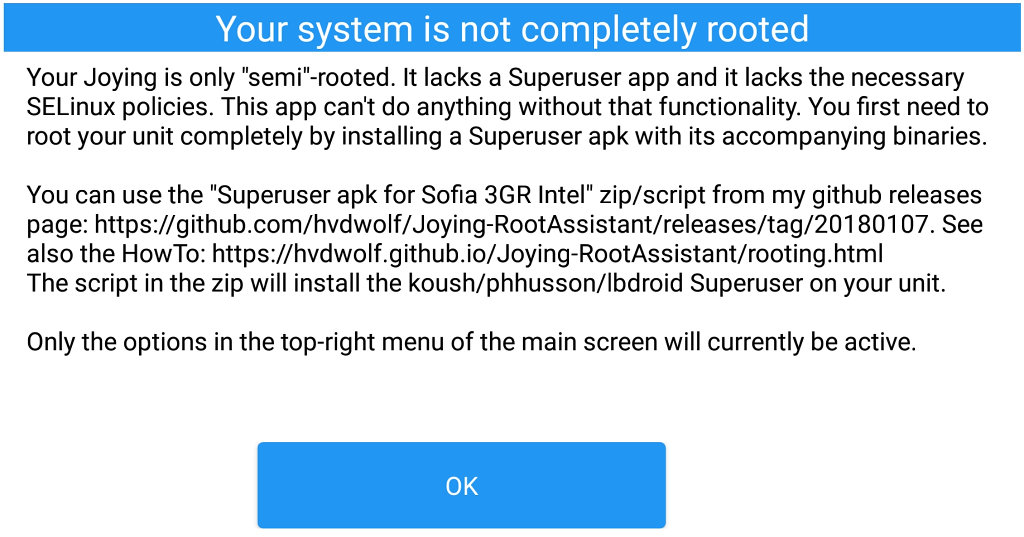 Your system is not completely rooted
Your Joying is only "semi"-rooted. It lacks a Superuser app and it lacks the necessary
SELinux policies. This app can't do anything without that functionality. You first need to
root your unit completely by installing a Superuser apk with its accompanying binaries.
You can use the "Superuser apk for Sofia 3GR Intel" zip/script from my github releases
page: https://github.com/hvdwolf/Joying-RootAssistant/releases/tag/20180107. See
also the HowTo: https://hvdwolf.github.io/Joying-RootAssistant/rooting.html
The script in the zip will install the koush/phhusson/lbdroid Superuser on your unit.
Only the options in the top-right menu of the main screen will currently be active.
OK